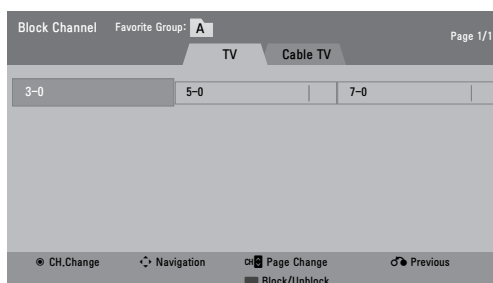 Block Channel Favorite Group: A
Page 1/1
TV Cable TV
3-0 5-0 7-0
CH.Change Navigation CH Page Change Previous
Block/Unblock